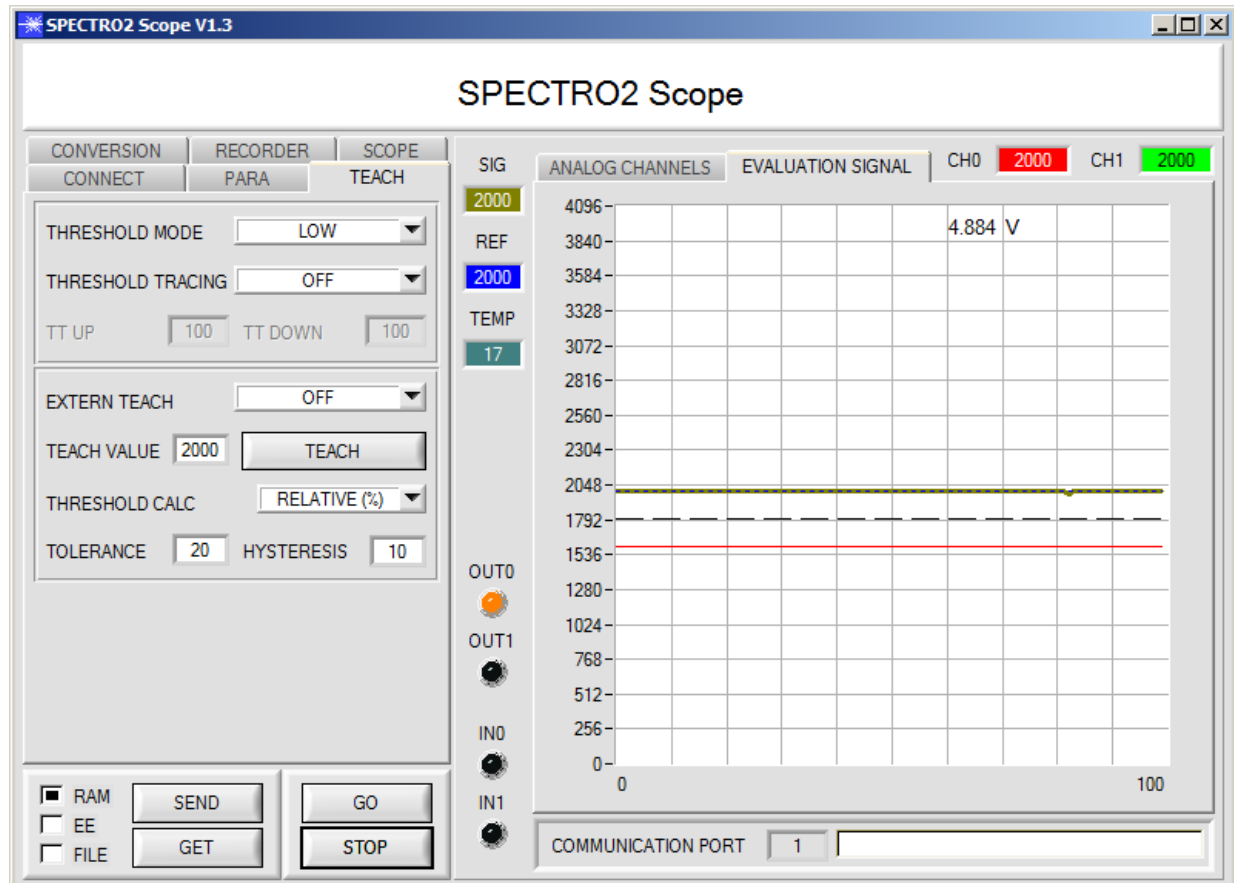 SPECTRO2 Scope V1.3
SPECTRO2 Scope
CONVERSION RECORDER SCOPE
CONNECT PARA TEACH
THRESHOLD MODE LOW
THRESHOLD TRACING OFF
TT UP 100 TT DOWN 100
EXTERN TEACH OFF
TEACH VALUE 2000 TEACH
THRESHOLD CALC RELATIVE (%)
TOLERANCE 20 HYSTERESIS 10
RAM
EE
FILE
SEND
GET
GO
STOP
SIG
2000
REF
2000
TEMP
17
OUT0
OUT1
IN0
IN1
ANALOG CHANNELS EVALUATION SIGNAL CH0 2000 CH1 2000
4.884 V
4096
3840
3584
3328
3072
2816
2560
2304
2048
1792
1536
1280
1024
768
512
256
0
0 100
COMMUNICATION PORT 1